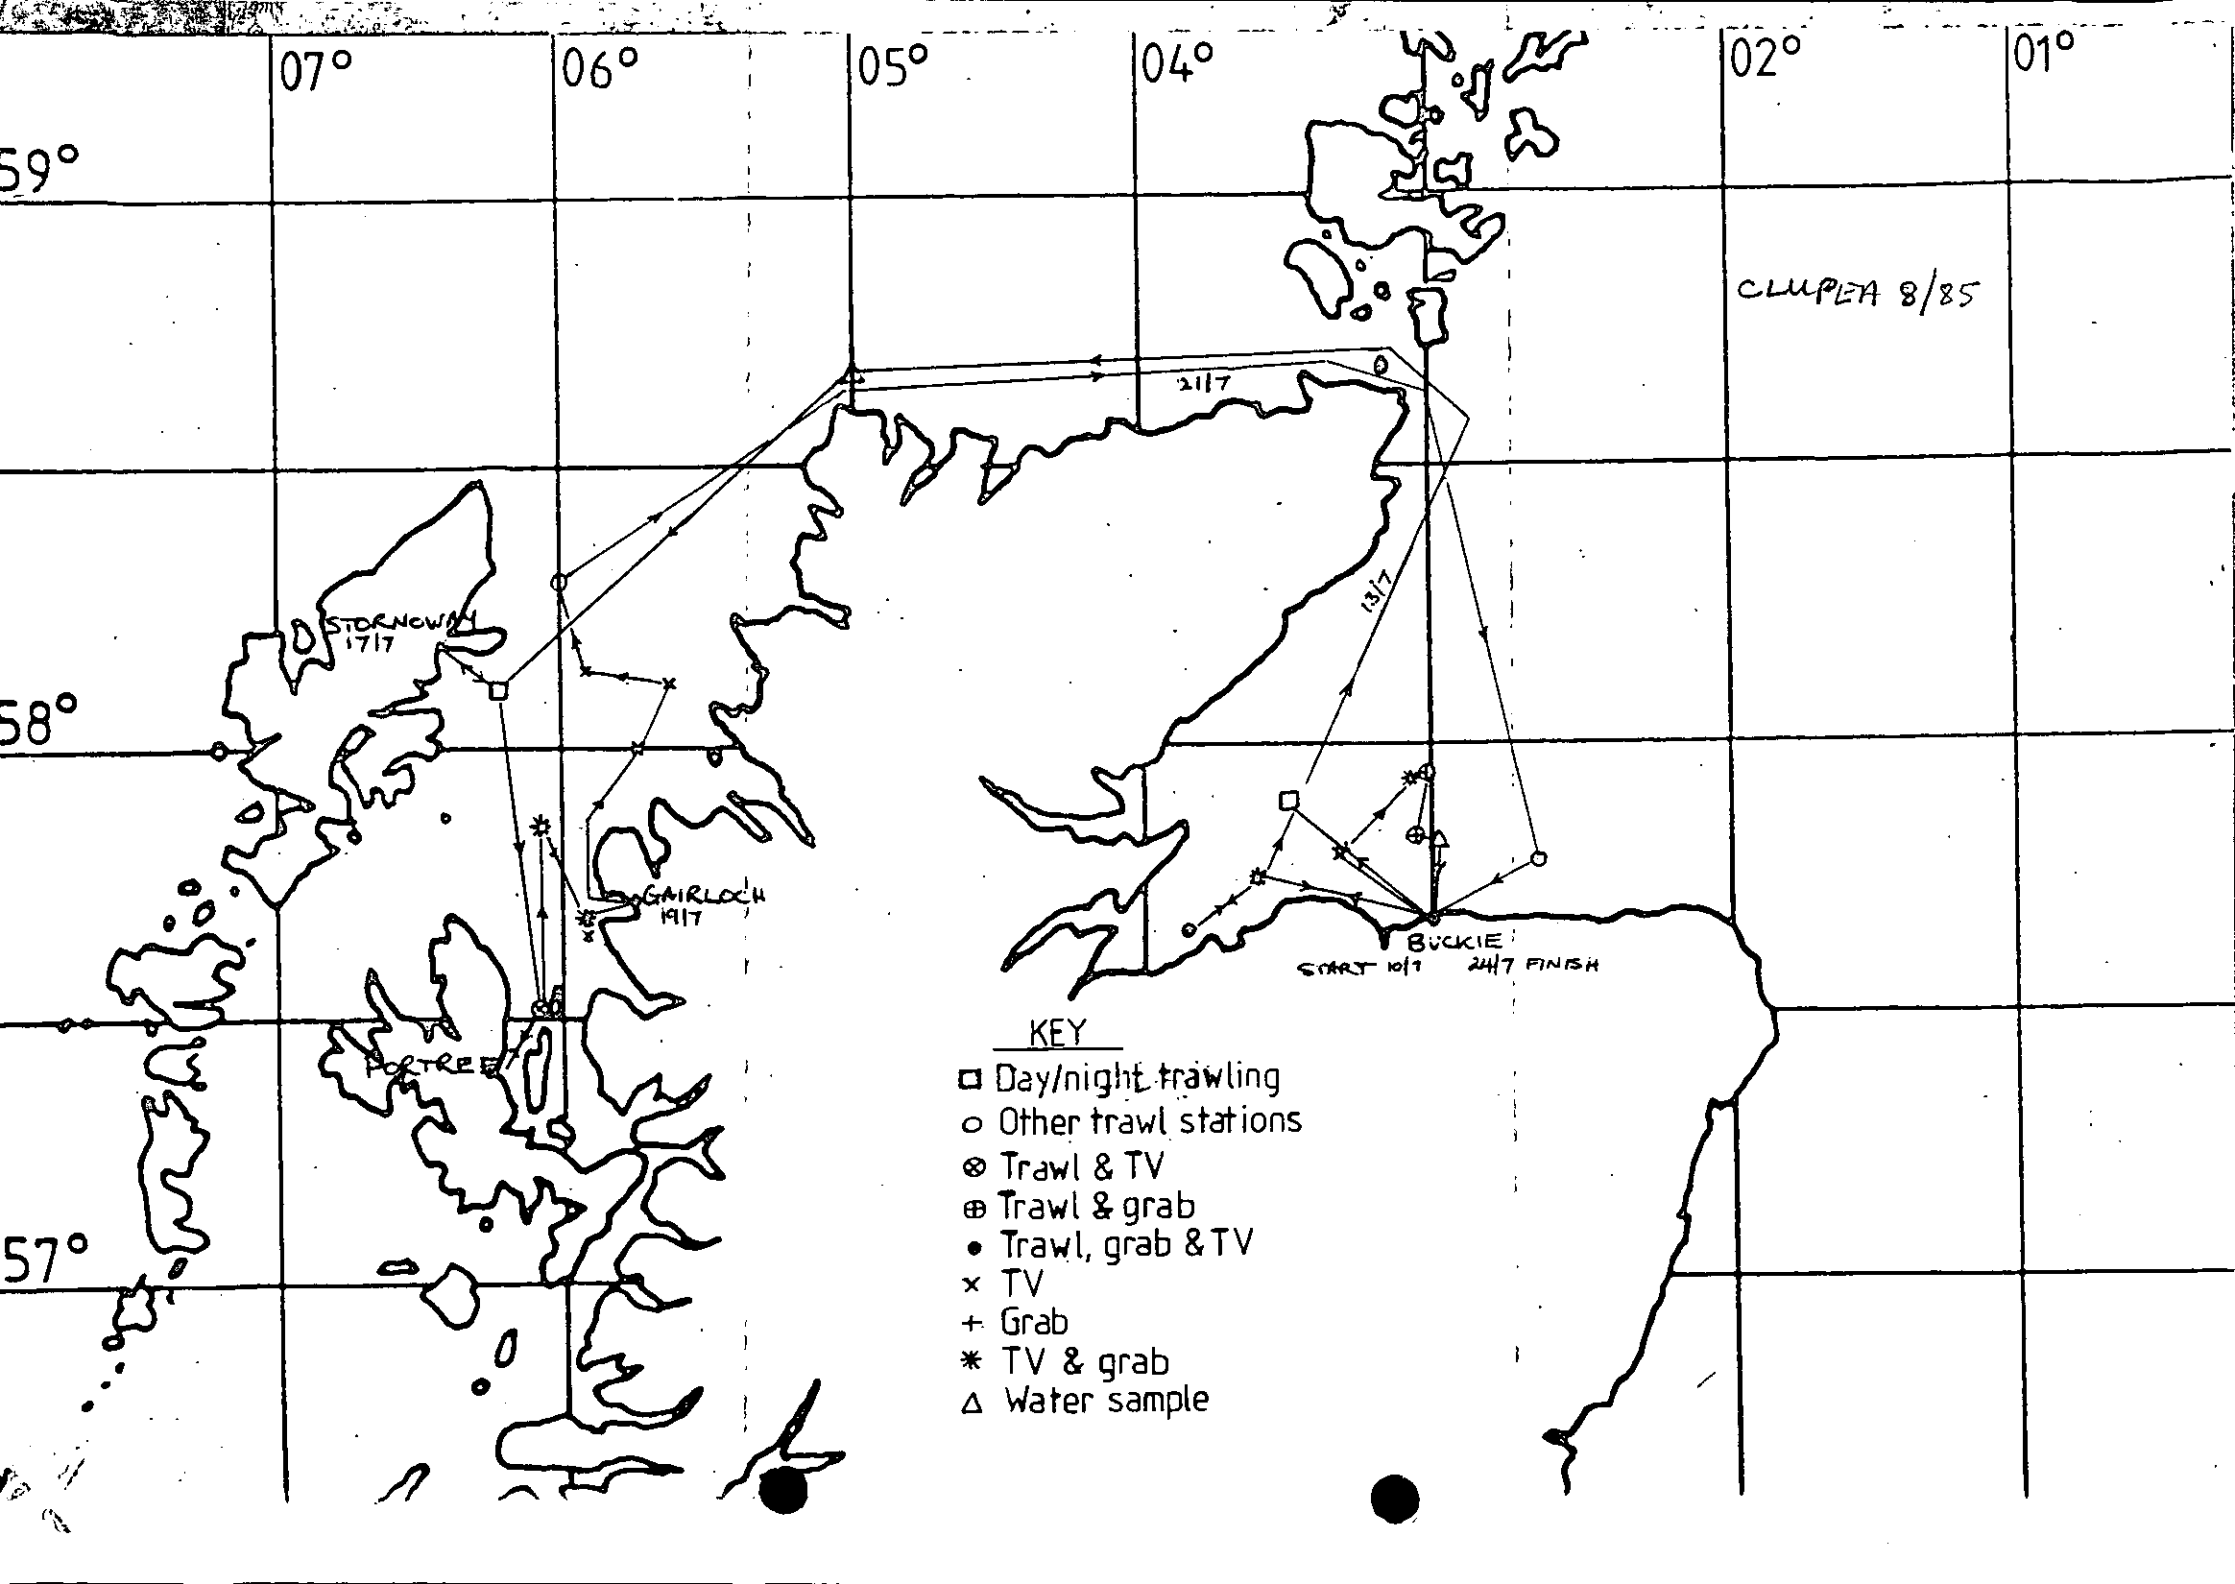 07° 06° 05° 04° 02° 01°
59°
CLUPEA 8/85
21/7
13/7
STORNOWAY
17/7
58°
GAIRLOCH
19/7
BUCKIE
START 10/7 24/7 FINISH
PORTREE
KEY
Day/night trawling
Other trawl stations
Trawl & TV
Trawl & grab
Trawl, grab & TV
TV
Grab
TV & grab
Water sample
57°